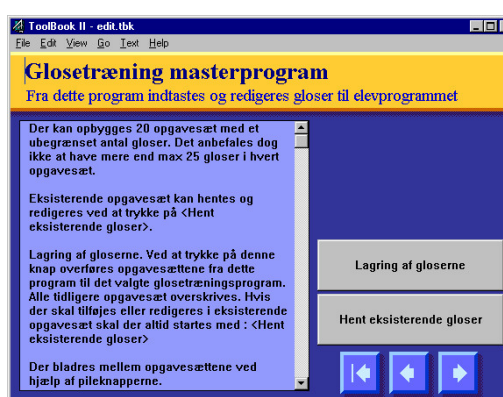 ToolBook II - edit.tbk
File Edit View Go Text Help
Glosetræning masterprogram
Fra dette program indtastes og redigeres gloser til elevprogrammet
Der kan opbygges 20 opgavesæt med et
ubegrænset antal gloser. Det anbefales dog
ikke at have mere end max 25 gloser i hvert
opgavesæt.
Eksisterende opgavesæt kan hentes og
redigeres ved at trykke på <Hent
eksisterende gloser>.
Lagring af gloserne. Ved at trykke på denne
knap overføres opgavesættene fra dette
program til det valgte glosetræningsprogram.
Alle tidligere opgavesæt overskrives. Hvis
der skal tilføjes eller redigeres i eksisterende
opgavesæt skal der altid startes med : <Hent
eksisterende gloser>
Der bladres mellem opgavesættene ved
hjælp af pileknapperne.
Lagring af gloserne
Hent eksisterende gloser